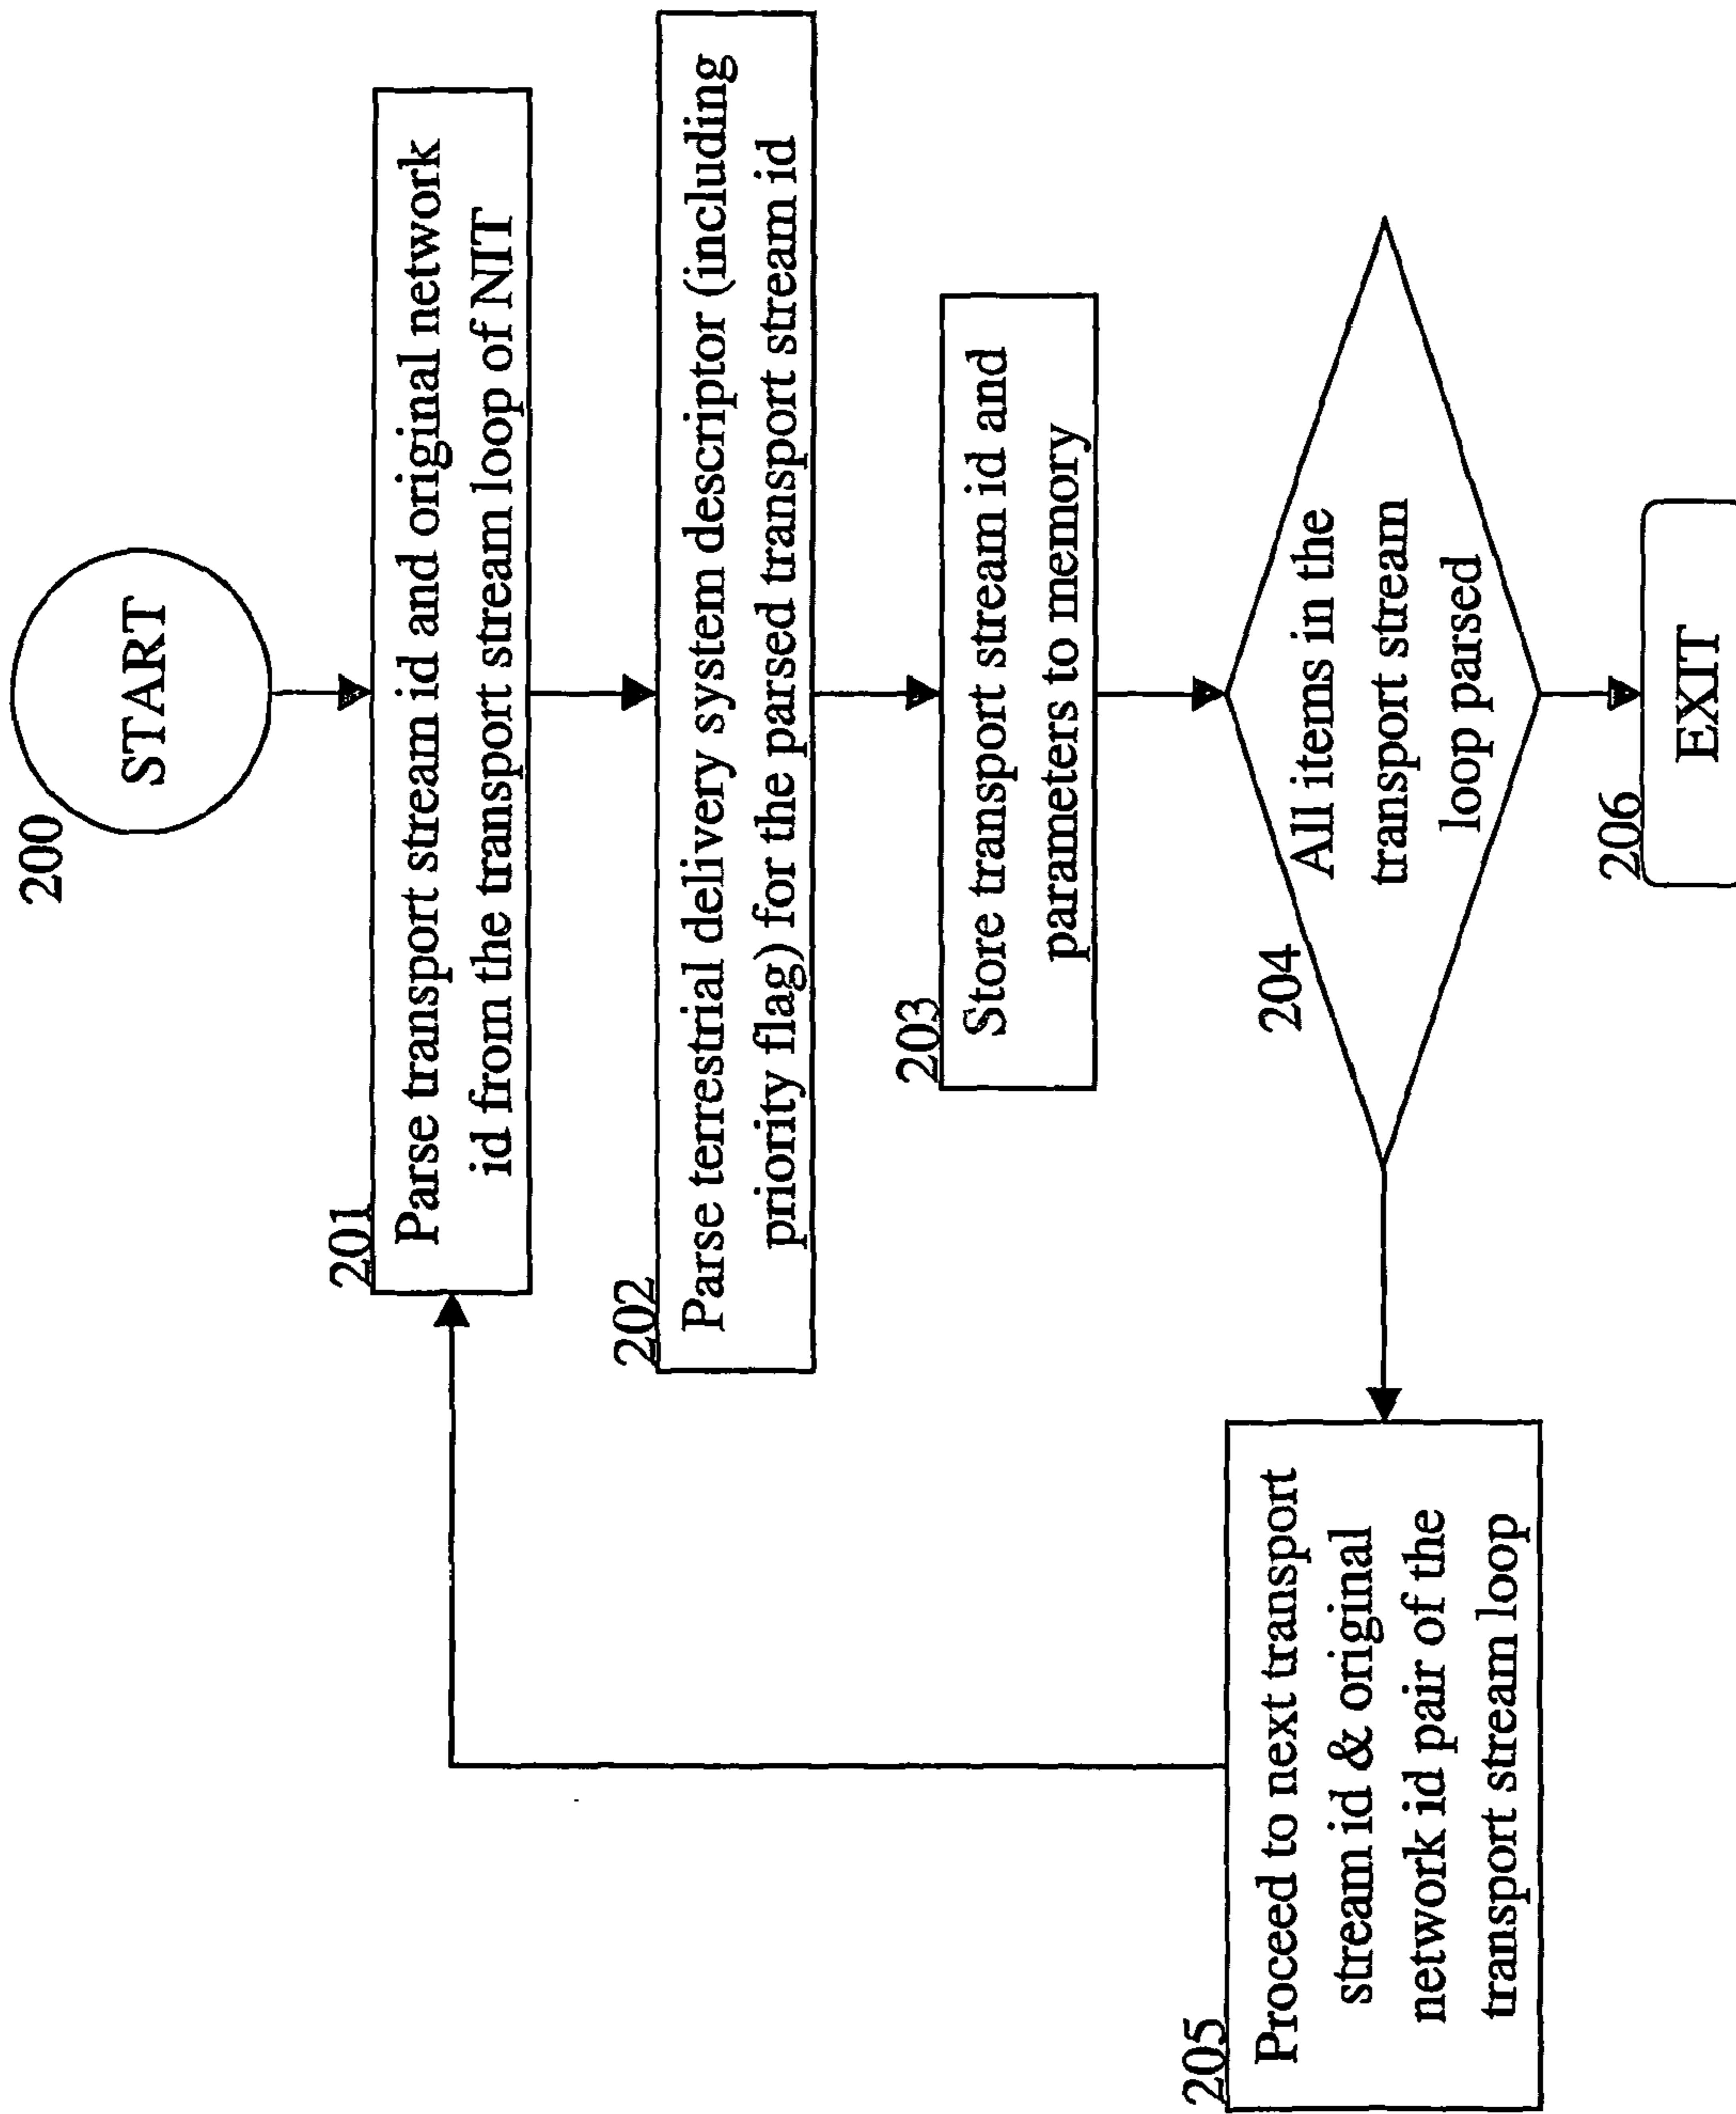 200
START
201
Parse transport stream id and original network
id from the transport stream loop of NIT
202
Parse terrestrial delivery system descriptor (including
priority flag) for the parsed transport stream id
203
Store transport stream id and
parameters to memory
204
All items in the
transport stream
loop parsed
205
Proceed to next transport
stream id & original
network id pair of the
transport stream loop
206
EXIT